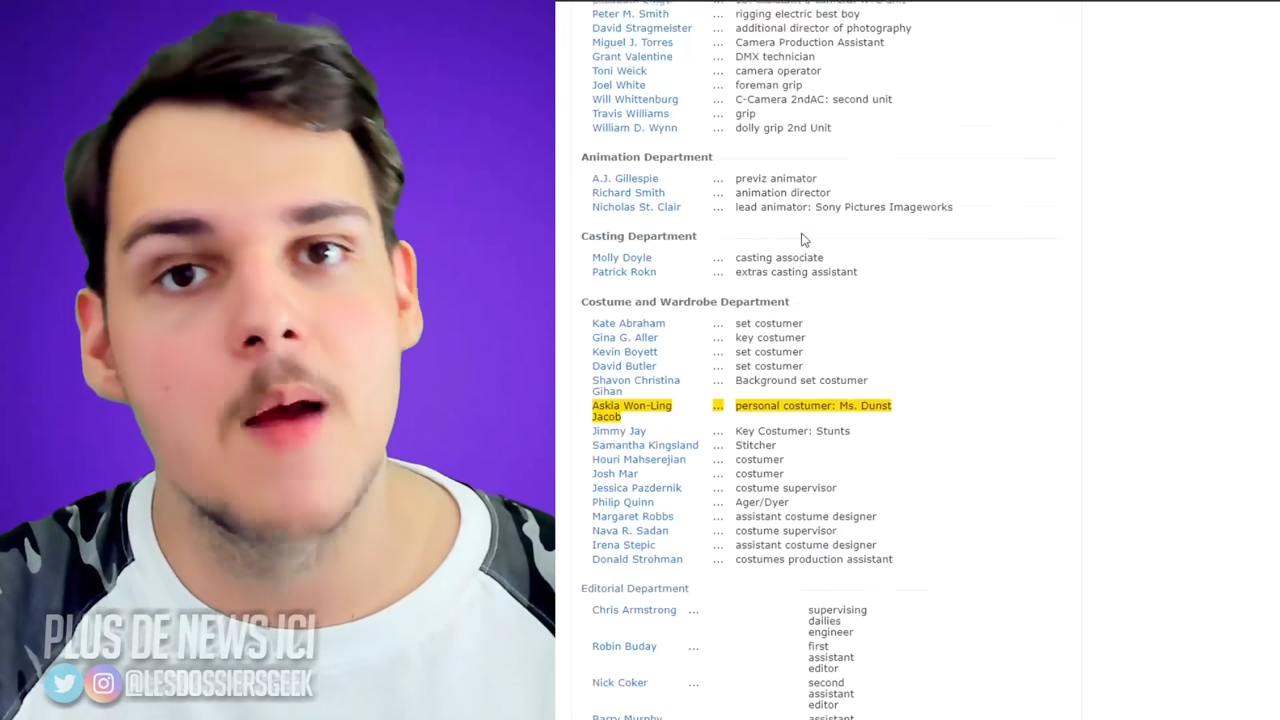 Peter M. Smith ... rigging electric best boy
David Stragmeister ... additional director of photography
Miguel J. Torres ... Camera Production Assistant
Grant Valentine ... DMX technician
Toni Weick ... camera operator
Joel White ... foreman grip
Will Whittenburg ... C-Camera 2ndAC: second unit
Travis Williams ... grip
William D. Wynn ... dolly grip 2nd Unit
Animation Department
A.J. Gillespie ... previz animator
Richard Smith ... animation director
Nicholas St. Clair ... lead animator: Sony Pictures Imageworks
Casting Department
Molly Doyle ... casting associate
Patrick Rokn ... extras casting assistant
Costume and Wardrobe Department
Kate Abraham ... set costumer
Gina G. Aller ... key costumer
Kevin Boyett ... set costumer
David Butler ... set costumer
Shavon Christina ... Background set costumer
Gihan
Askia Won-Ling ... personal costumer: Ms. Dunst
Jacob
Jimmy Jay ... Key Costumer: Stunts
Samantha Kingsland ... Stitcher
Houri Mahserejian ... costumer
Josh Mar ... costumer
Jessica Pazdernik ... costume supervisor
Philip Quinn ... Ager/Dyer
Margaret Robbs ... assistant costume designer
Nava R. Sadan ... costume supervisor
Irena Stepic ... assistant costume designer
Donald Strohman ... costumes production assistant
Editorial Department
Chris Armstrong ... supervising
dailies
engineer
Robin Buday ... first
assistant
editor
Nick Coker ... second
assistant
editor
Barry Murphy ... assistant
PLUS DE NEWS ICI
@LESDOSSIERSGEEK